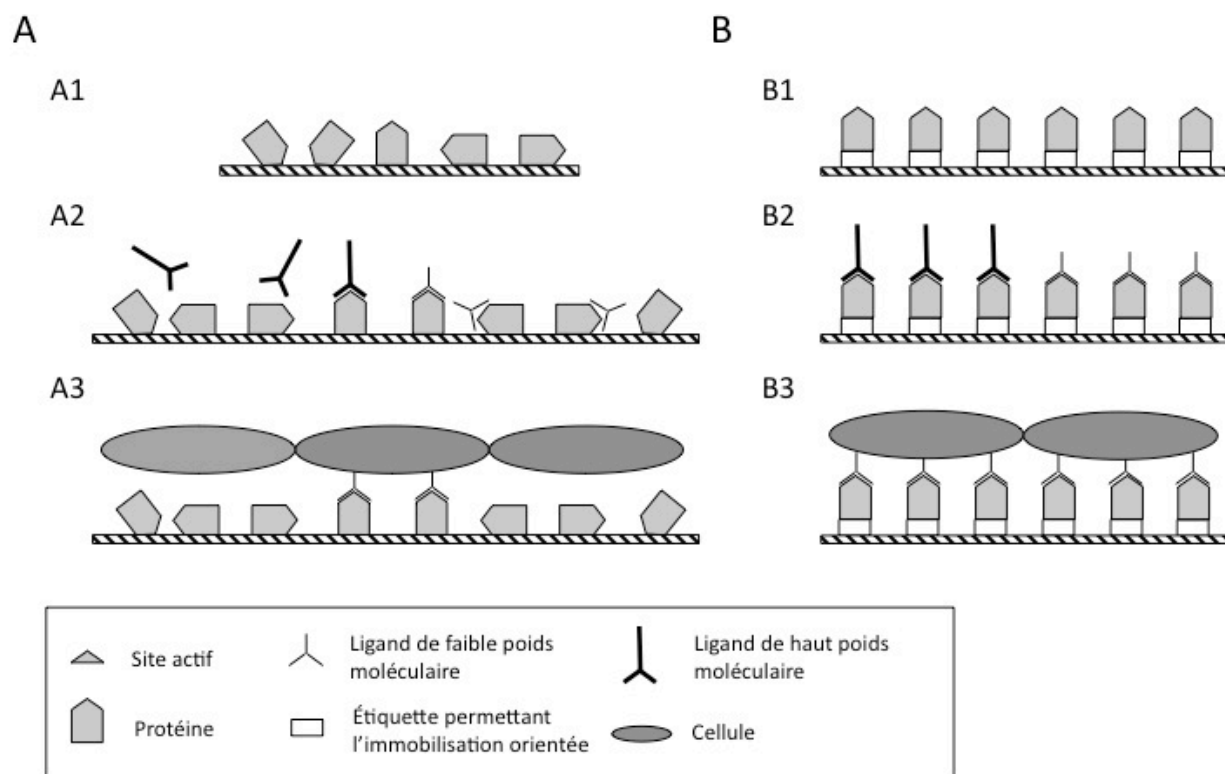 A
B
A1
B1
A2
B2
A3
B3
Site actif
Ligand de faible poids
moléculaire
Ligand de haut poids
moléculaire
Protéine
Étiquette permettant
l'immobilisation orientée
Cellule